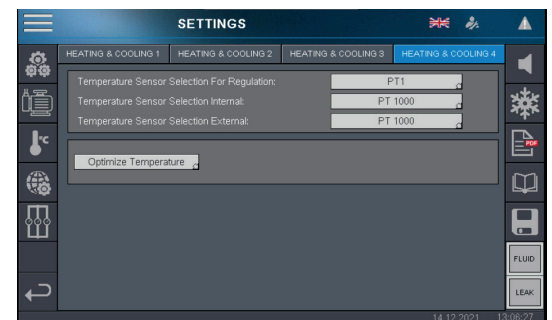 SETTINGS
HEATING & COOLING 1 HEATING & COOLING 2 HEATING & COOLING 3 HEATING & COOLING 4
Temperature Sensor Selection For Regulation: PT1
Temperature Sensor Selection Internal: PT 1000
Temperature Sensor Selection External: PT 1000
°C
PDF
Optimize Temperature
FLUID
LEAK
14.12.2021 13:06:27